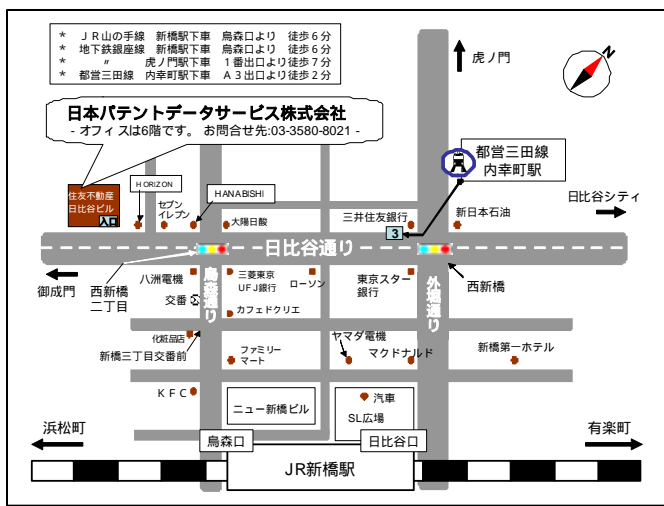 * ＪＲ山の手線 新橋駅下車 烏森口より 徒歩６分
* 地下鉄銀座線 新橋駅下車 烏森口より 徒歩６分
* 〃 虎ノ門駅下車 １番出口より徒歩７分
* 都営三田線 内幸町駅下車 Ａ３出口より徒歩２分
日本パテントデータサービス株式会社
- オフィスは6階です。 お問合せ先:03-3580-8021 -
虎ノ門
N
都営三田線
内幸町駅
住友不動産
日比谷ビル
入口
HORIZON
セブン
イレブン
HANABISHI
大陽日酸
三井住友銀行
3
新日本石油
日比谷シティ
日比谷通り
御成門
西新橋
二丁目
八洲電機
交番
烏森通り
三菱東京
UFJ銀行
ローソン
カフェドクリエ
東京スター
銀行
外堀通り
西新橋
化粧品店
新橋三丁目交番前
ファミリー
マート
ヤマダ電機
マクドナルド
新橋第一ホテル
ＫＦＣ
ニュー新橋ビル
汽車
SL広場
浜松町
烏森口
日比谷口
有楽町
JR新橋駅